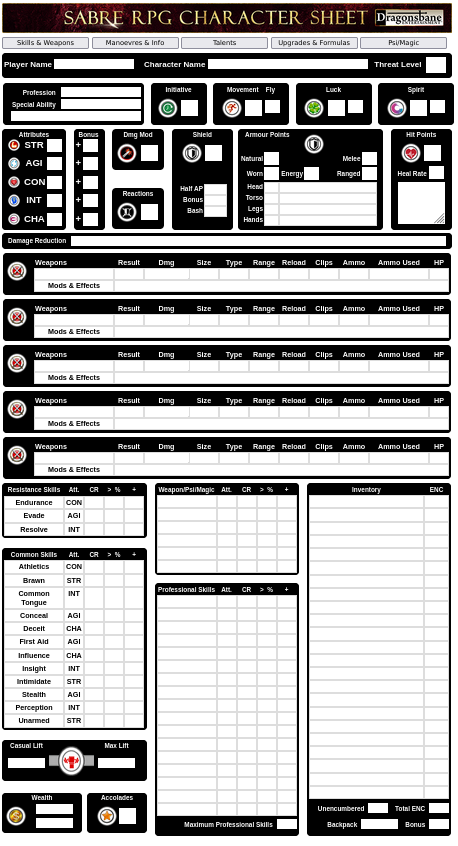 SABRE RPG CHARACTER SHEET Dragonsbane ENTERTAINMENT
Skills & Weapons Manoevres & Info Talents Upgrades & Formulas Psi/Magic
Player Name Character Name Threat Level
Profession
Special Ability
Initiative Movement Fly Luck Spirit
Attributes Bonus Dmg Mod Shield Armour Points Hit Points
STR +
AGI +
CON +
INT +
CHA +
Reactions
Half AP
Bonus
Bash
Natural Melee
Worn Energy Ranged
Head
Torso
Legs
Hands
Heal Rate
Damage Reduction
Weapons Result Dmg Size Type Range Reload Clips Ammo Ammo Used HP
Mods & Effects
Weapons Result Dmg Size Type Range Reload Clips Ammo Ammo Used HP
Mods & Effects
Weapons Result Dmg Size Type Range Reload Clips Ammo Ammo Used HP
Mods & Effects
Weapons Result Dmg Size Type Range Reload Clips Ammo Ammo Used HP
Mods & Effects
Weapons Result Dmg Size Type Range Reload Clips Ammo Ammo Used HP
Mods & Effects
Resistance Skills Att. CR > % +
Endurance CON
Evade AGI
Resolve INT
Common Skills Att. CR > % +
Athletics CON
Brawn STR
Common INT
Tongue
Conceal AGI
Deceit CHA
First Aid AGI
Influence CHA
Insight INT
Intimidate STR
Stealth AGI
Perception INT
Unarmed STR
Casual Lift Max Lift
Wealth Accolades
Weapon/Psi/Magic Att. CR > % +
Professional Skills Att. CR > % +
Maximum Professional Skills
Inventory ENC
Unencumbered Total ENC
Backpack Bonus